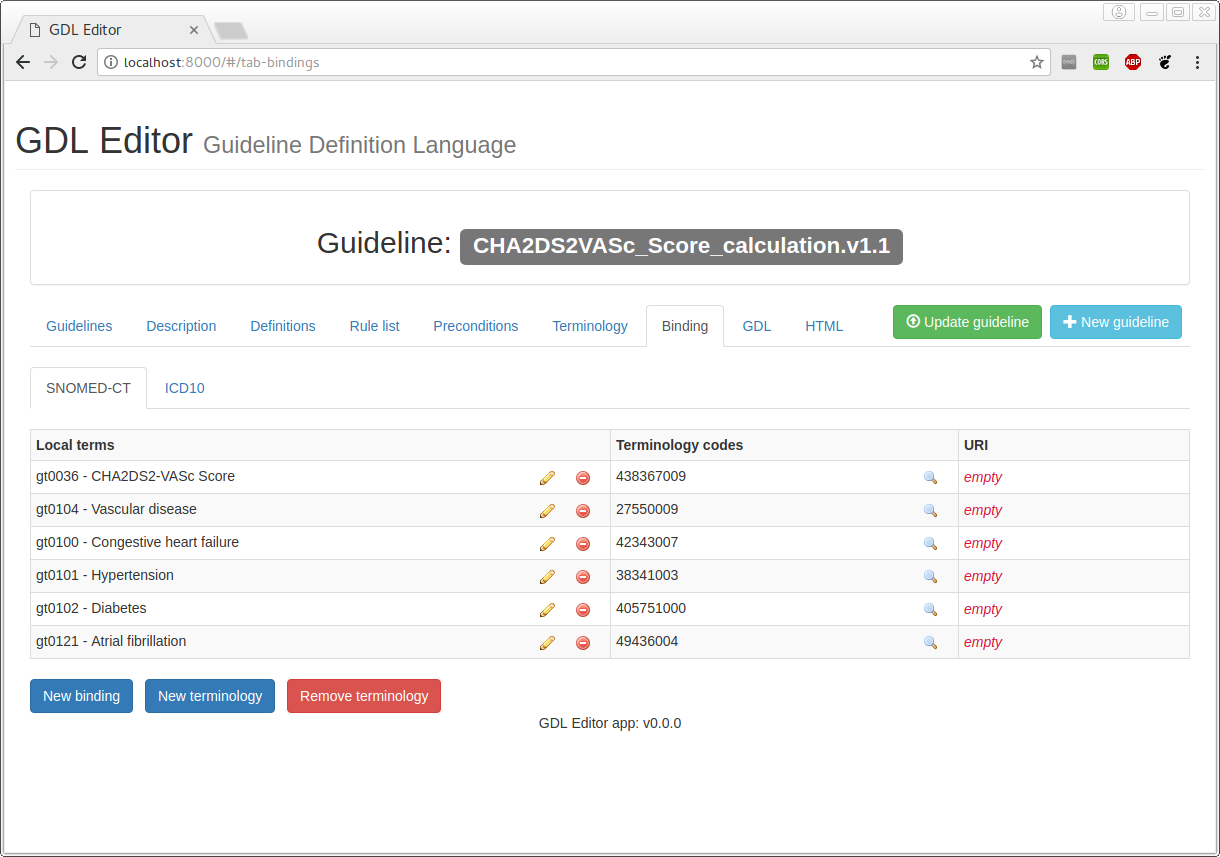 GDL Editor
localhost:8000/#/tab-bindings
CORS
ABP
GDL Editor Guideline Definition Language
Guideline: CHA2DS2VASc_Score_calculation.v1.1
Guidelines Description Definitions Rule list Preconditions Terminology Binding GDL HTML Update guideline New guideline
SNOMED-CT ICD10
Local terms Terminology codes URI
gt0036 - CHA2DS2-VASc Score 438367009 empty
gt0104 - Vascular disease 27550009 empty
gt0100 - Congestive heart failure 42343007 empty
gt0101 - Hypertension 38341003 empty
gt0102 - Diabetes 405751000 empty
gt0121 - Atrial fibrillation 49436004 empty
New binding New terminology Remove terminology
GDL Editor app: v0.0.0